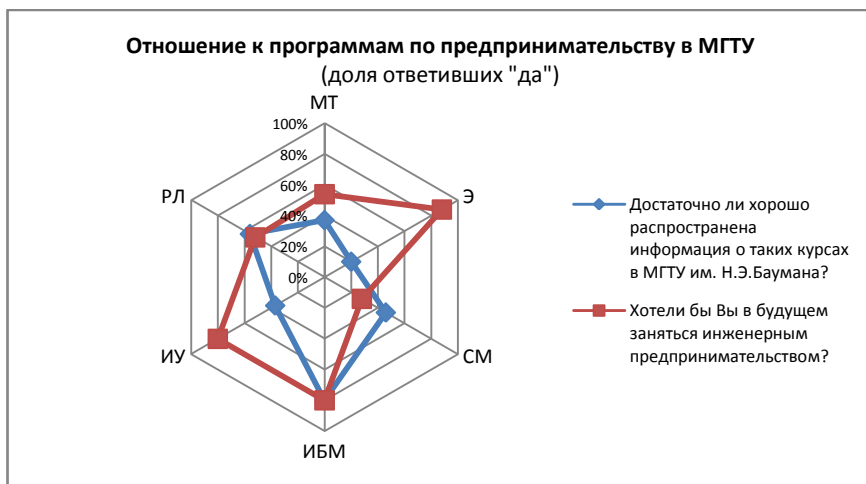 Отношение к программам по предпринимательству в МГТУ
(доля ответивших "да")
МТ
100%
80%
60%
40%
20%
0%
Э
СМ
ИБМ
ИУ
РЛ
Достаточно ли хорошо
распространена
информация о таких курсах
в МГТУ им. Н.Э.Баумана?
Хотели бы Вы в будущем
заняться инженерным
предпринимательством?